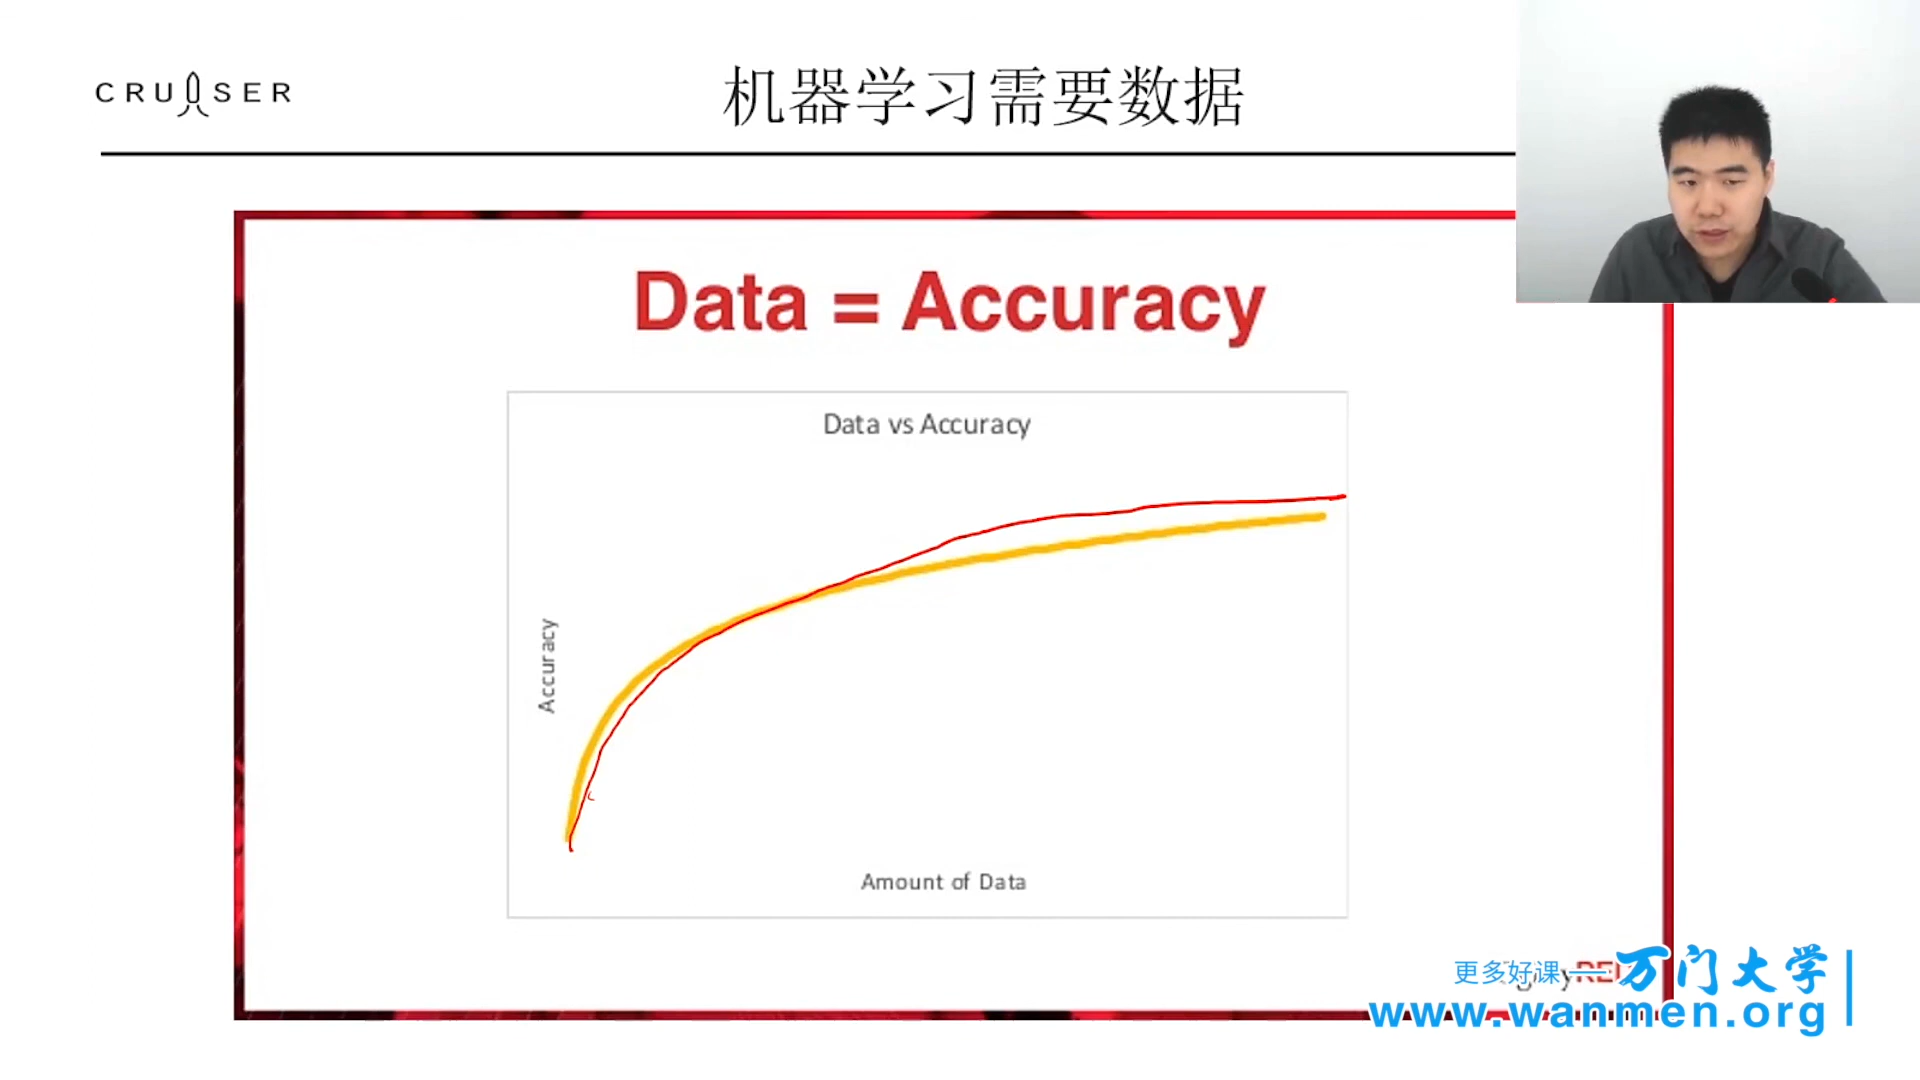 CRUISER
机器学习需要数据
Data = Accuracy
Data vs Accuracy
Accuracy
Amount of Data
更多好课——万门大学
www.wanmen.org